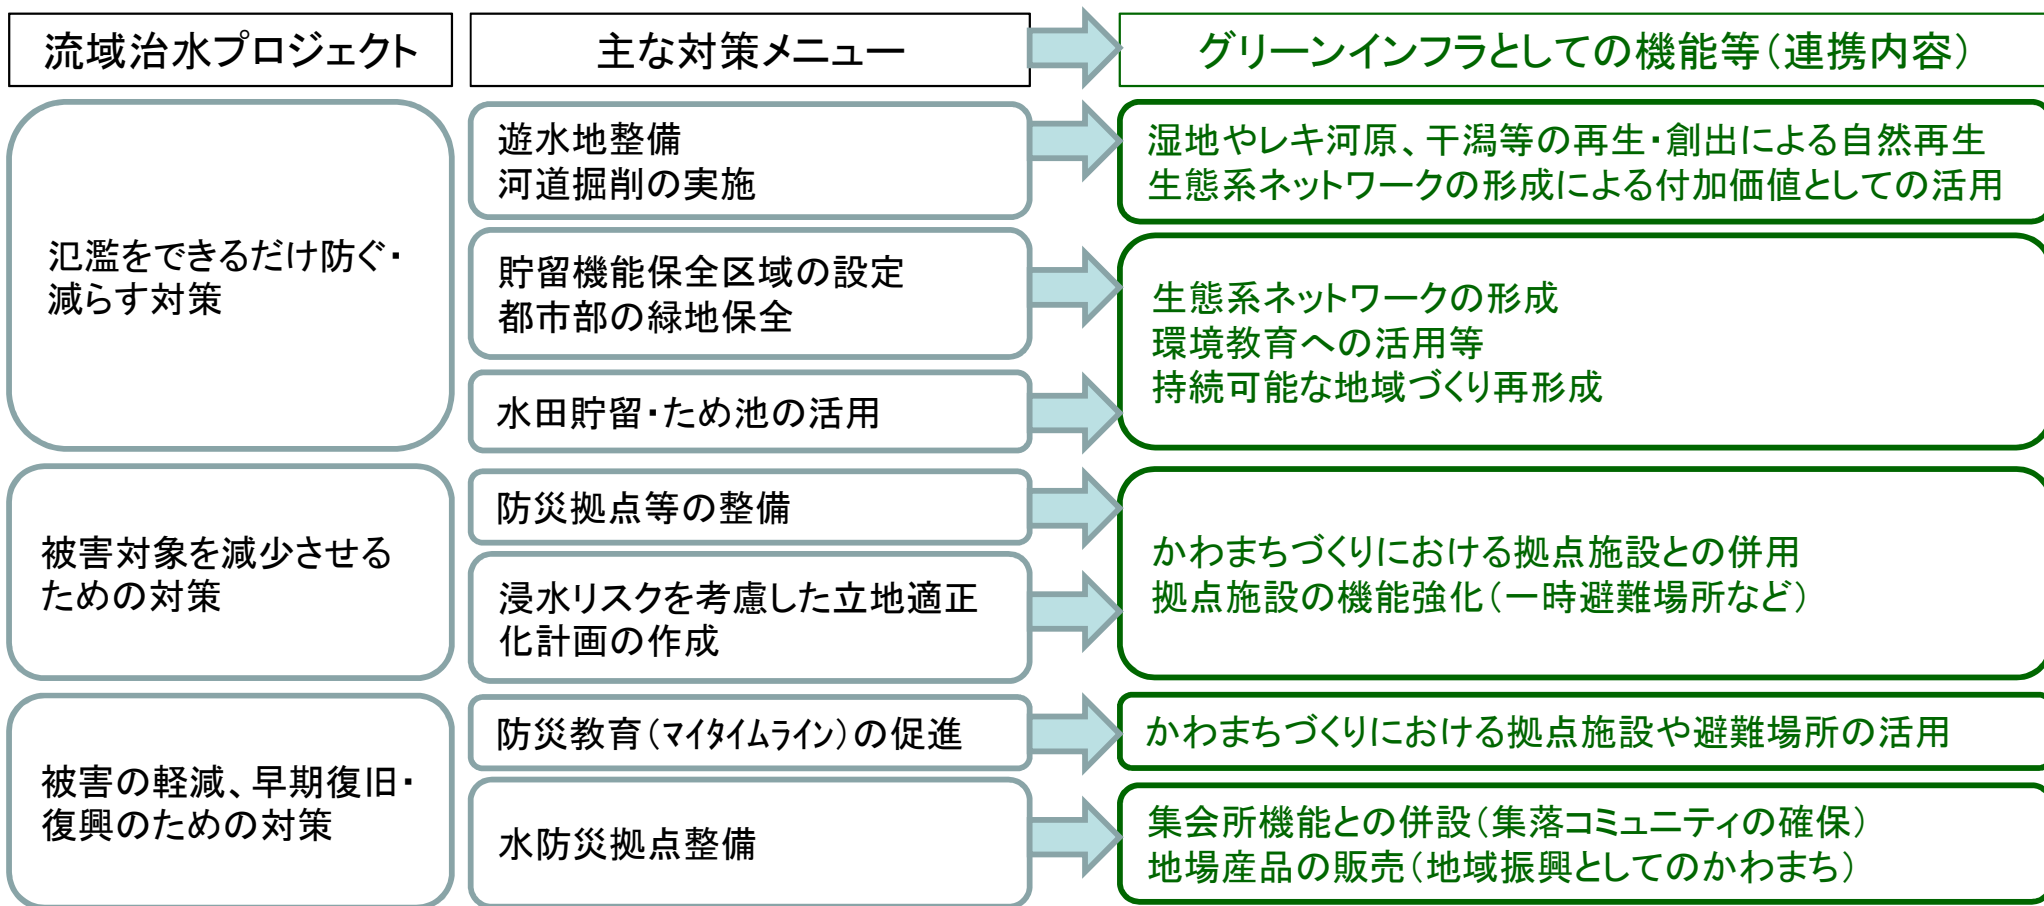 流域治水プロジェクト
主な対策メニュー
グリーンインフラとしての機能等（連携内容）
氾濫をできるだけ防ぐ・
減らす対策
遊水地整備
河道掘削の実施
湿地やレキ河原、干潟等の再生・創出による自然再生
生態系ネットワークの形成による付加価値としての活用
貯留機能保全区域の設定
都市部の緑地保全
水田貯留・ため池の活用
生態系ネットワークの形成
環境教育への活用等
持続可能な地域づくり再形成
被害対象を減少させる
ための対策
防災拠点等の整備
浸水リスクを考慮した立地適正
化計画の作成
かわまちづくりにおける拠点施設との併用
拠点施設の機能強化（一時避難場所など）
被害の軽減、早期復旧・
復興のための対策
防災教育（マイタイムライン）の促進
かわまちづくりにおける拠点施設や避難場所の活用
水防災拠点整備
集会所機能との併設（集落コミュニティの確保）
地場産品の販売（地域振興としてのかわまち）